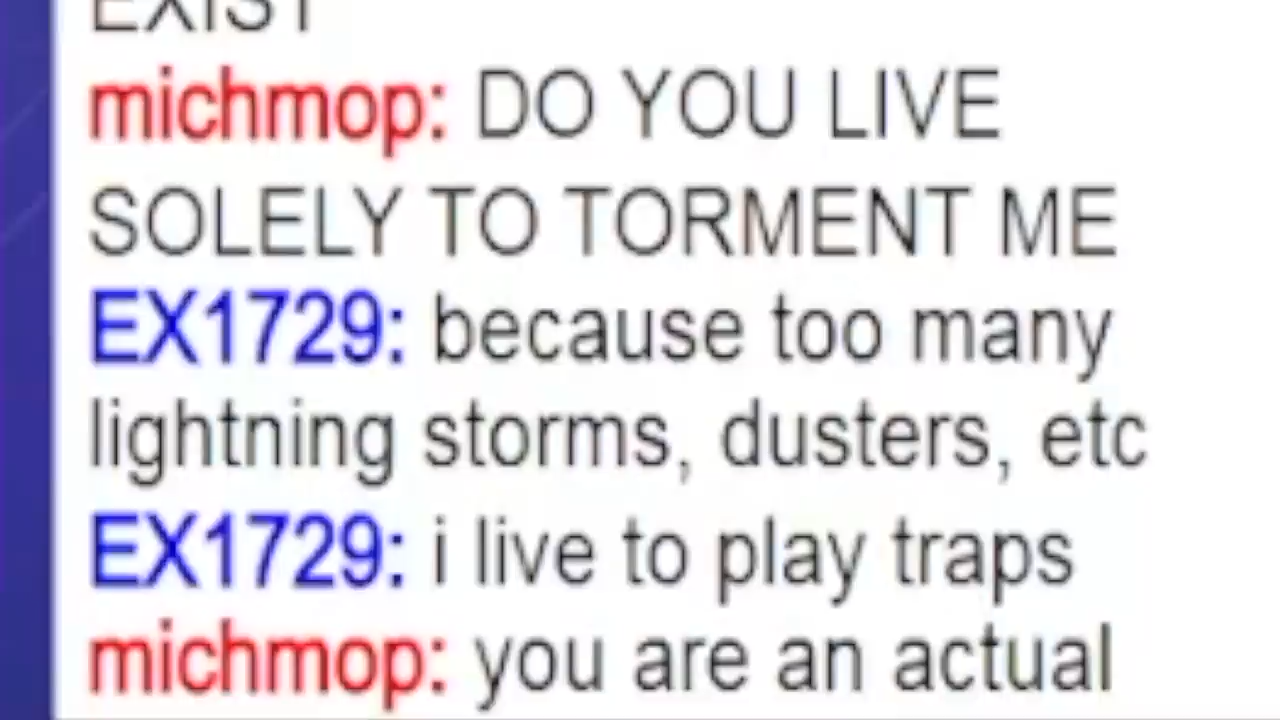 EXIST
michmop: DO YOU LIVE
SOLELY TO TORMENT ME
EX1729: because too many
lightning storms, dusters, etc
EX1729: i live to play traps
michmop: you are an actual